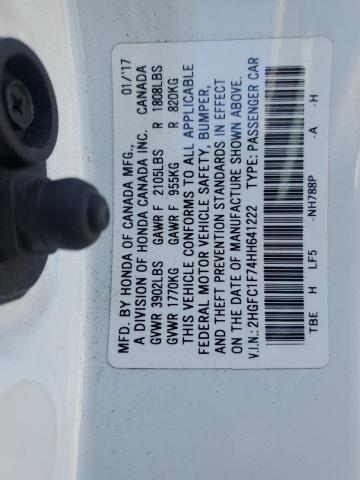 MFD. BY HONDA OF CANADA MFG., 01/'17
A DIVISION OF HONDA CANADA INC. CANADA
GVWR 3902LBS GAWR F 2105LBS R 1808LBS
GVWR 1770KG GAWR F 955KG R 820KG
THIS VEHICLE CONFORMS TO ALL APPLICABLE
FEDERAL MOTOR VEHICLE SAFETY, BUMPER,
AND THEFT PREVENTION STANDARDS IN EFFECT
ON THE DATE OF MANUFACTURE SHOWN ABOVE.
V.I.N.: 2HGFC1F74HH641222 TYPE: PASSENGER CAR
TBE H LF5 -NH788P -A -H